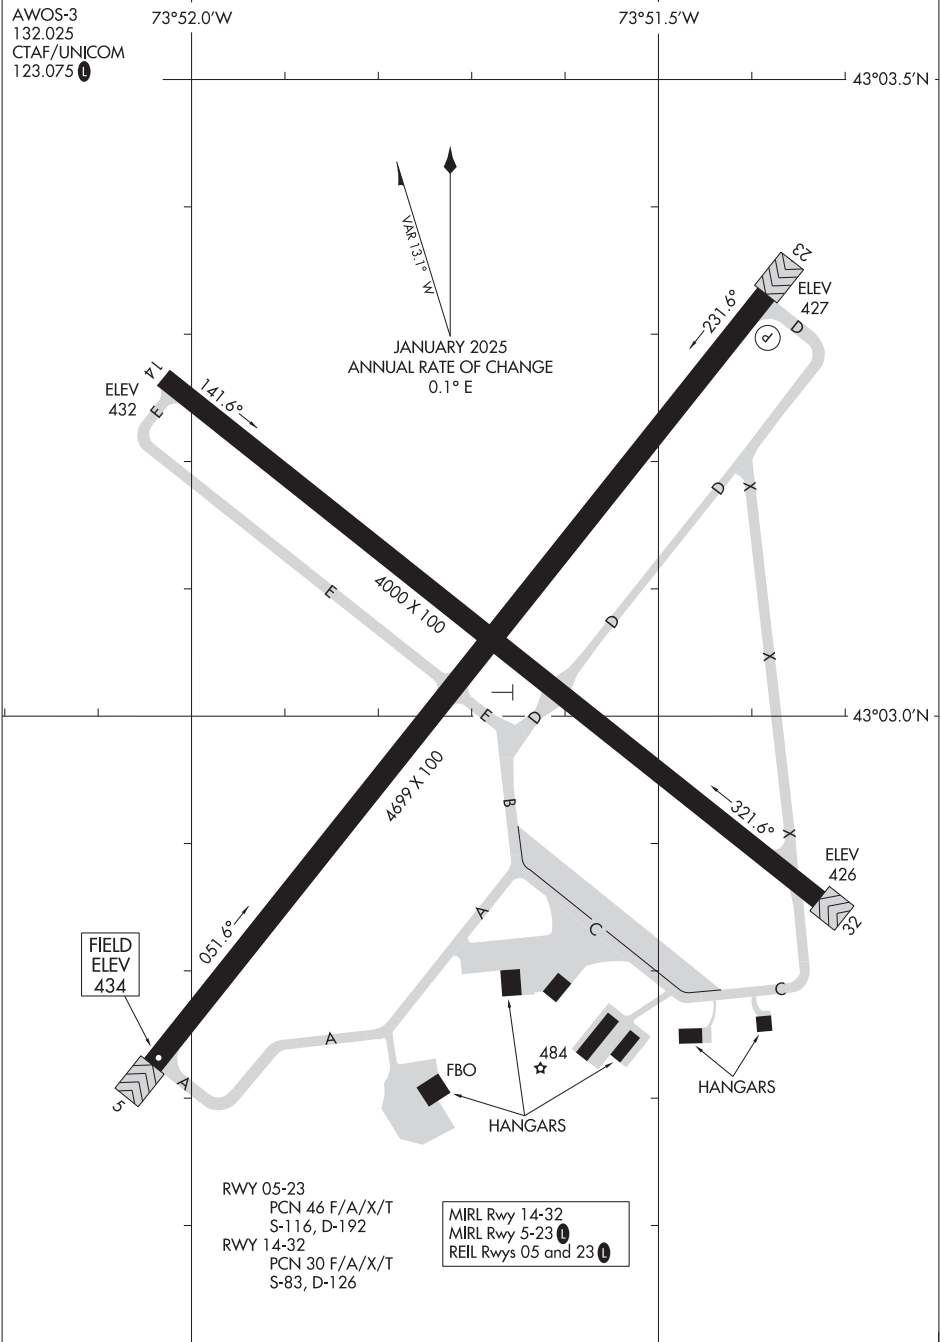 AWOS-3
132.025
CTAF/UNICOM
123.075 L
73°52.0'W
73°51.5'W
43°03.5'N
VAR 13.1° W
JANUARY 2025
ANNUAL RATE OF CHANGE
0.1° E
23
ELEV
427
231.6°
P
D
14
ELEV
432
141.6°
E
D
X
E
4000 X 100
D
X
E
D
43°03.0'N
4699 X 100
B
321.6°
X
ELEV
426
32
A
C
051.6°
FIELD
ELEV
434
C
A
484
FBO
A
HANGARS
5
HANGARS
RWY 05-23
PCN 46 F/A/X/T
S-116, D-192
RWY 14-32
PCN 30 F/A/X/T
S-83, D-126
MIRL Rwy 14-32
MIRL Rwy 5-23 L
REIL Rwys 05 and 23 L